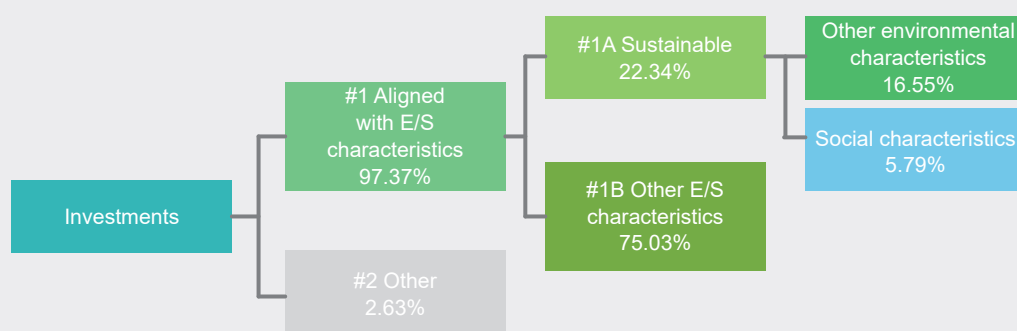 Investments
#1 Aligned
with E/S
characteristics
97.37%
#2 Other
2.63%
#1A Sustainable
22.34%
#1B Other E/S
characteristics
75.03%
Other environmental
characteristics
16.55%
Social characteristics
5.79%